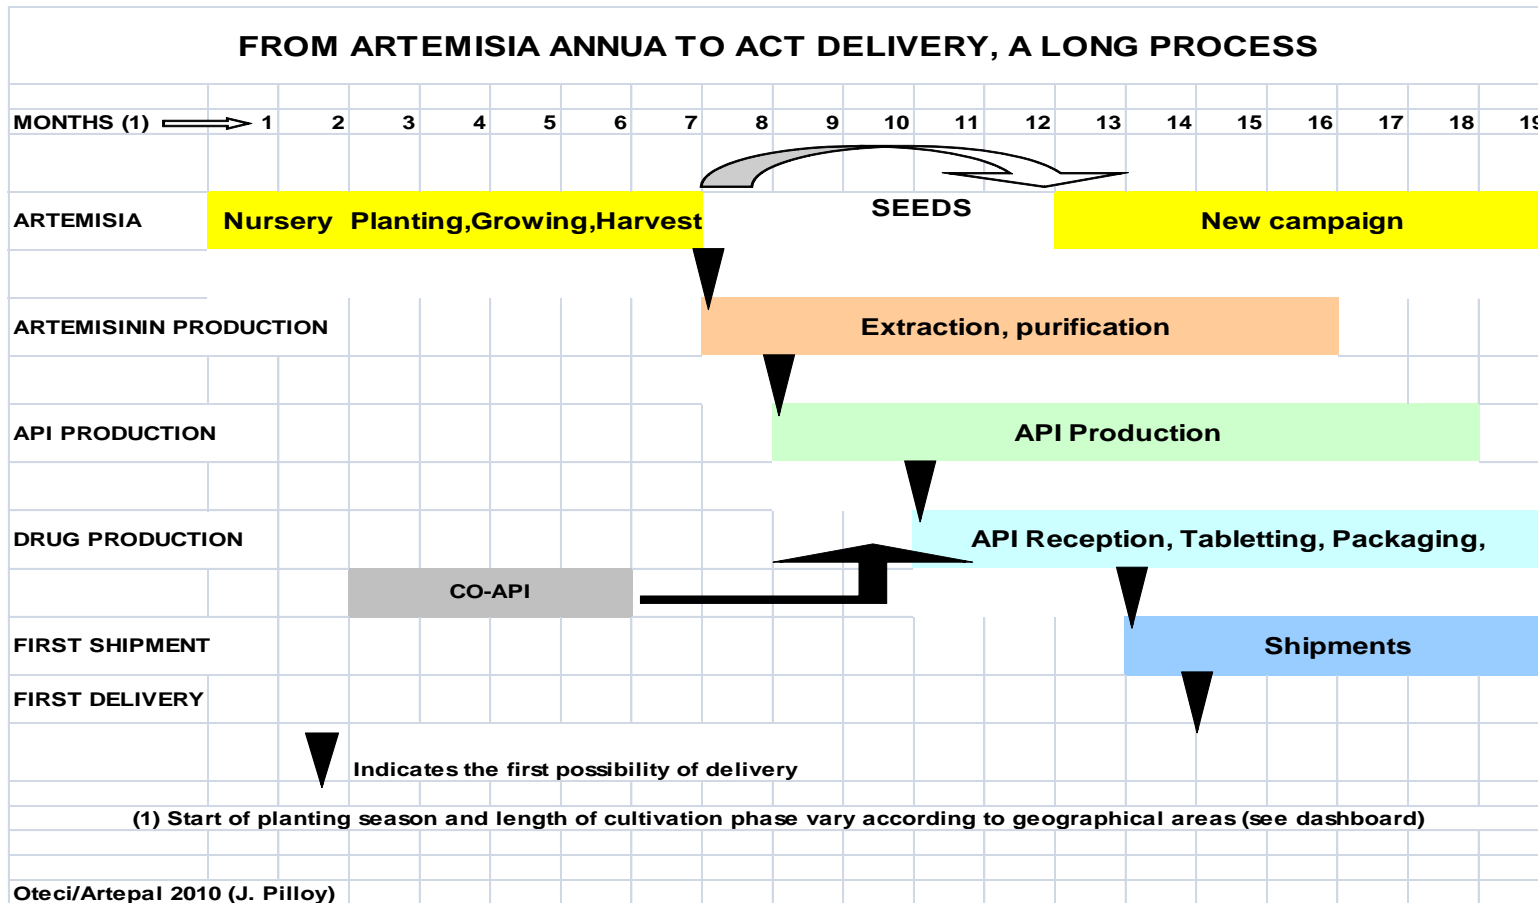 FROM ARTEMISIA ANNUA TO ACT DELIVERY, A LONG PROCESS
MONTHS (1) 1 2 3 4 5 6 7 8 9 10 11 12 13 14 15 16 17 18 19
SEEDS
ARTEMISIA Nursery Planting,Growing,Harvest New campaign
ARTEMISININ PRODUCTION Extraction, purification
API PRODUCTION API Production
DRUG PRODUCTION API Reception, Tabletting, Packaging,
CO-API
FIRST SHIPMENT Shipments
FIRST DELIVERY
Indicates the first possibility of delivery
(1) Start of planting season and length of cultivation phase vary according to geographical areas (see dashboard)
Oteci/Artepal 2010 (J. Pilloy)